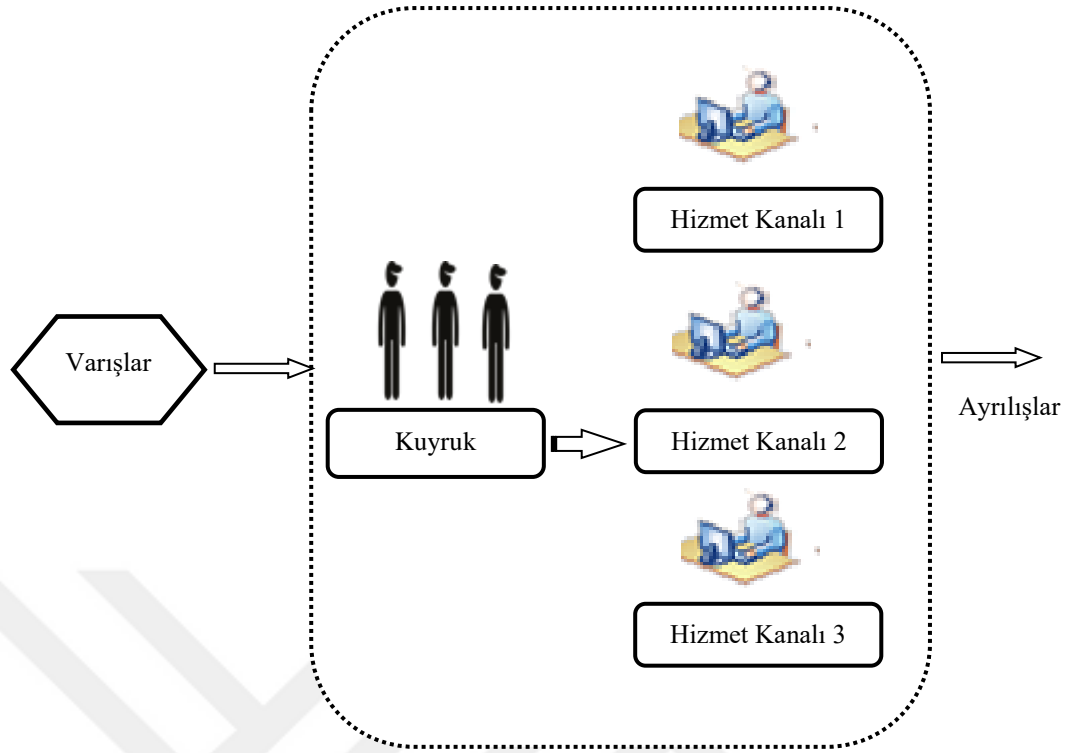 Hizmet Kanalı 1
Varışlar
Kuyruk
Hizmet Kanalı 2
Ayrılışlar
Hizmet Kanalı 3